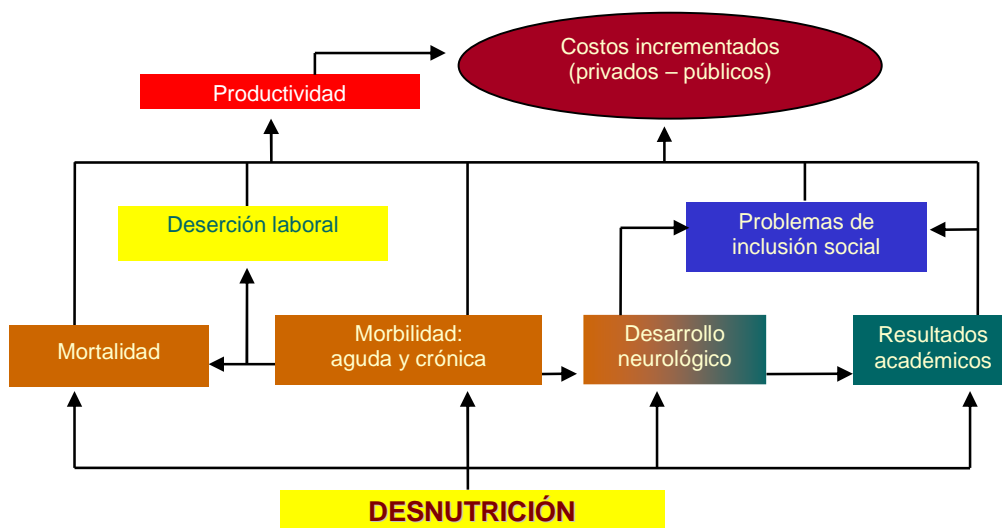 Costos incrementados
(privados – públicos)
Productividad
Deserción laboral
Problemas de
inclusión social
Mortalidad
Morbilidad:
aguda y crónica
Desarrollo
neurológico
Resultados
académicos
DESNUTRICIÓN